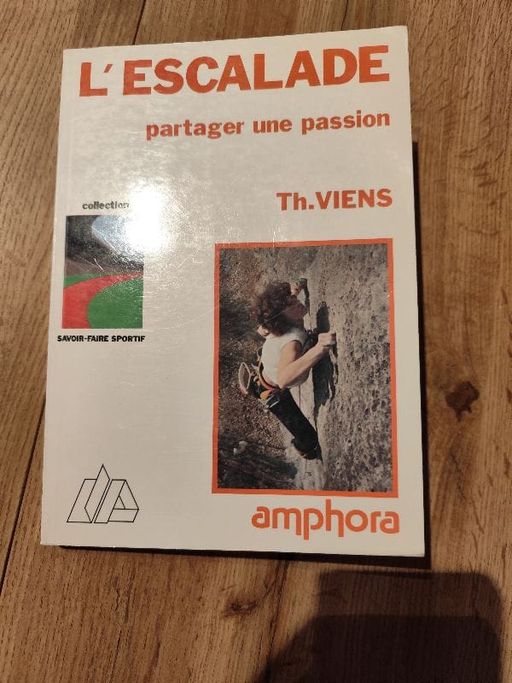 L'ESCALADE
partager une passion
Th.VIENS
collection
SAVOIR-FAIRE SPORTIF
amphora